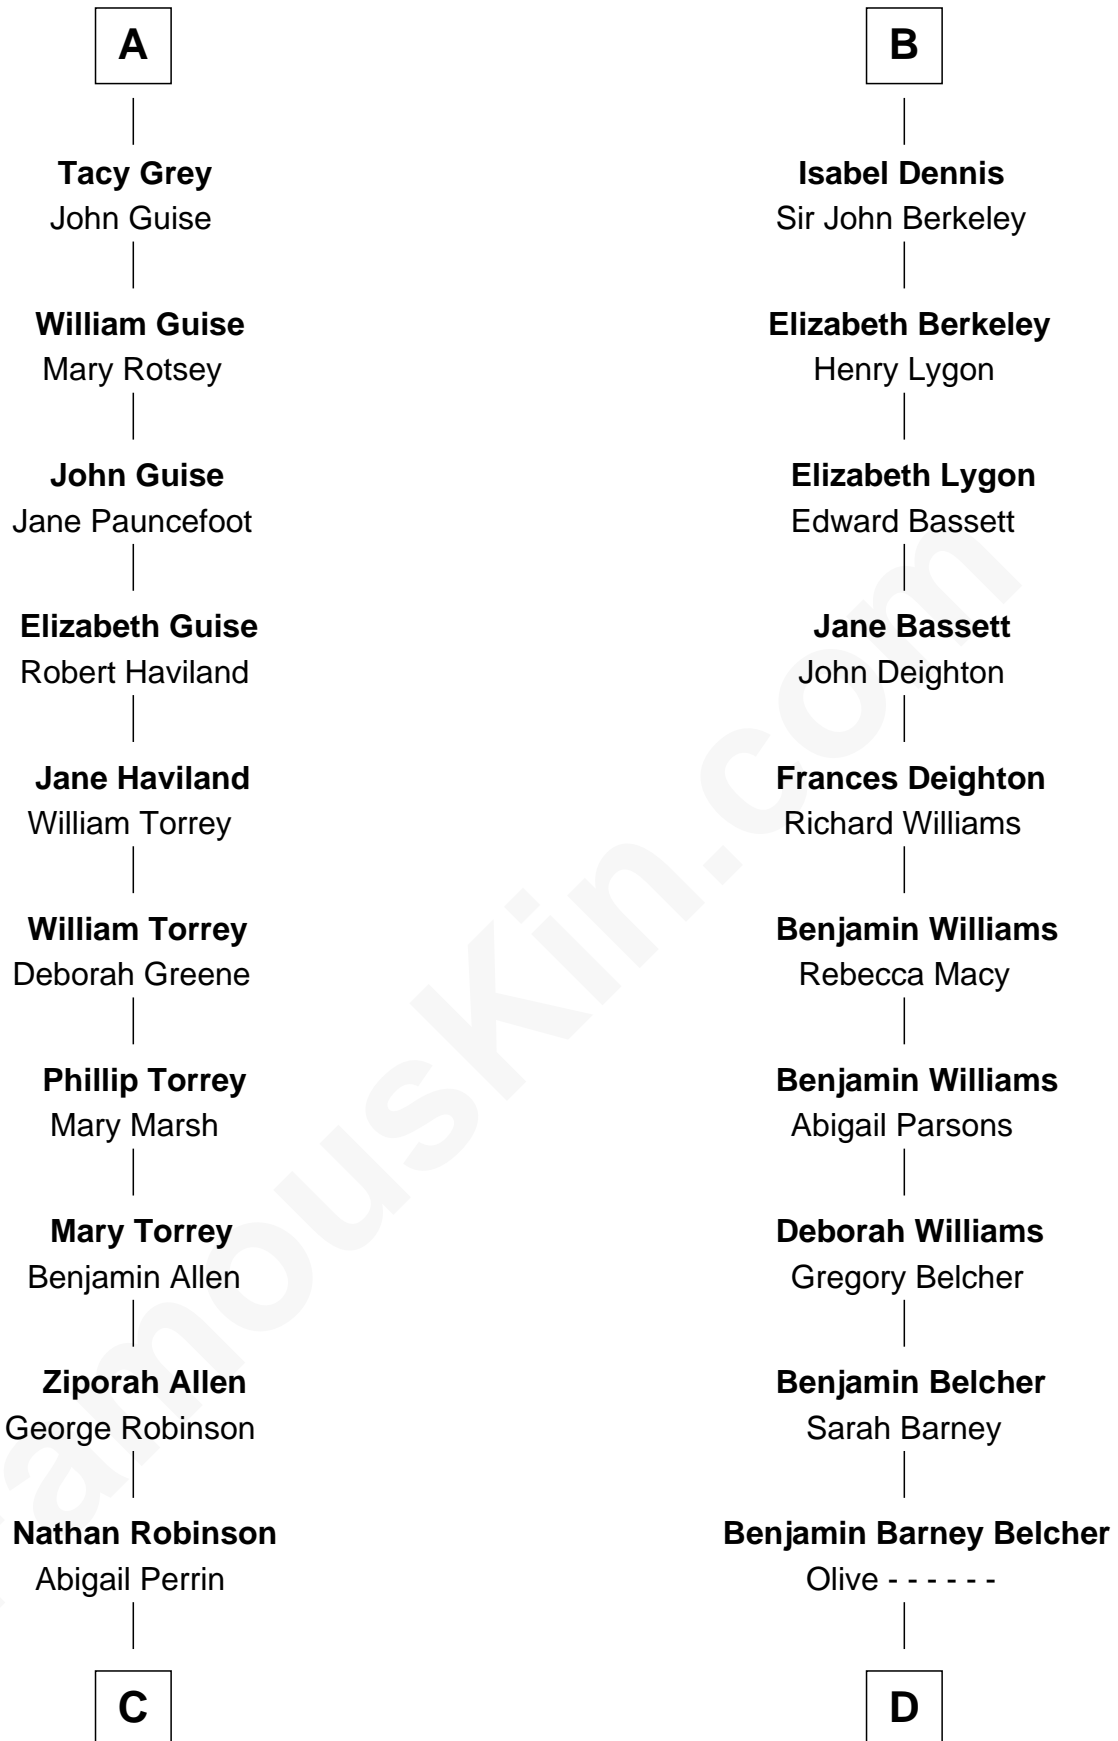 A
Tacy Grey
John Guise
William Guise
Mary Rotsey
John Guise
Jane Pauncefoot
Elizabeth Guise
Robert Haviland
Jane Haviland
William Torrey
William Torrey
Deborah Greene
Phillip Torrey
Mary Marsh
Mary Torrey
Benjamin Allen
Ziporah Allen
George Robinson
Nathan Robinson
Abigail Perrin
C
B
Isabel Dennis
Sir John Berkeley
Elizabeth Berkeley
Henry Lygon
Elizabeth Lygon
Edward Bassett
Jane Bassett
John Deighton
Frances Deighton
Richard Williams
Benjamin Williams
Rebecca Macy
Benjamin Williams
Abigail Parsons
Deborah Williams
Gregory Belcher
Benjamin Belcher
Sarah Barney
Benjamin Barney Belcher
Olive - - - - - -
D
FamousKin.com